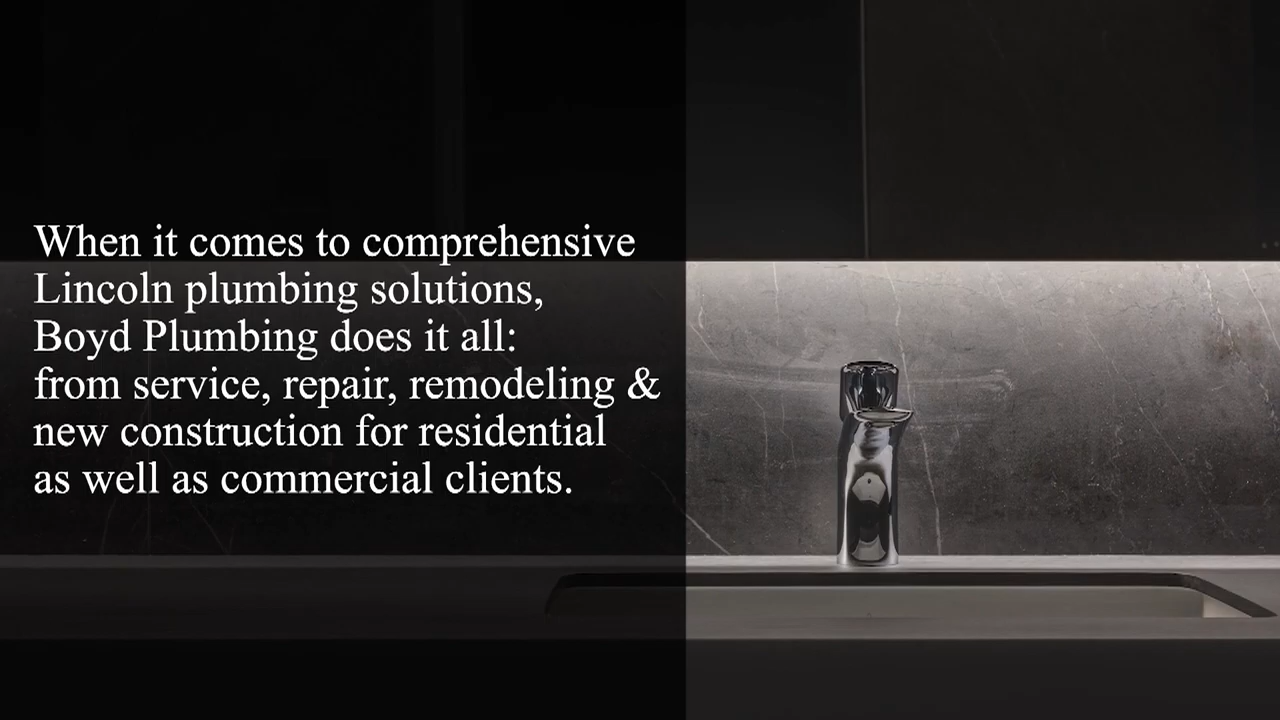 When it comes to comprehensive
Lincoln plumbing solutions,
Boyd Plumbing does it all:
from service, repair, remodeling &
new construction for residential
as well as commercial clients.